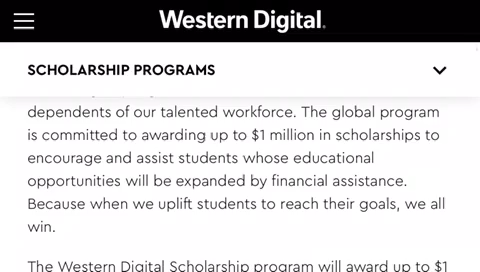 Western Digital.
SCHOLARSHIP PROGRAMS
dependents of our talented workforce. The global program
is committed to awarding up to $1 million in scholarships to
encourage and assist students whose educational
opportunities will be expanded by financial assistance.
Because when we uplift students to reach their goals, we all
win.
The Western Digital Scholarship program will award up to $1